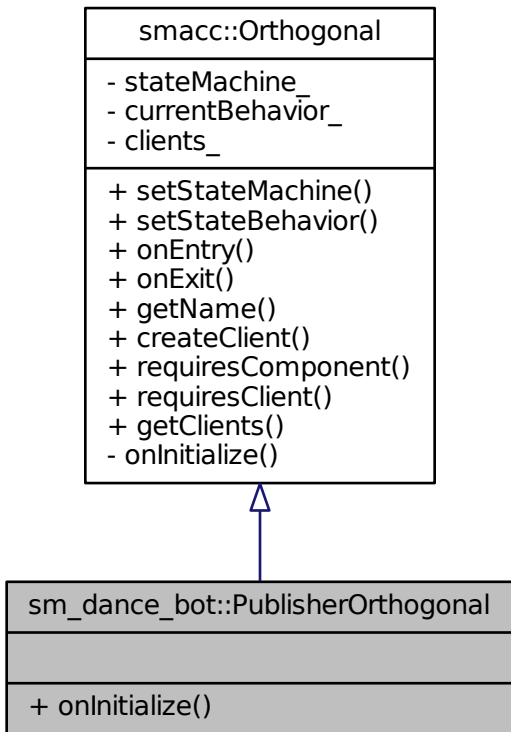 smacc::Orthogonal
- stateMachine_
- currentBehavior_
- clients_
+ setStateMachine()
+ setStateBehavior()
+ onEntry()
+ onExit()
+ getName()
+ createClient()
+ requiresComponent()
+ requiresClient()
+ getClients()
- onInitialize()
sm_dance_bot::PublisherOrthogonal
+ onInitialize()